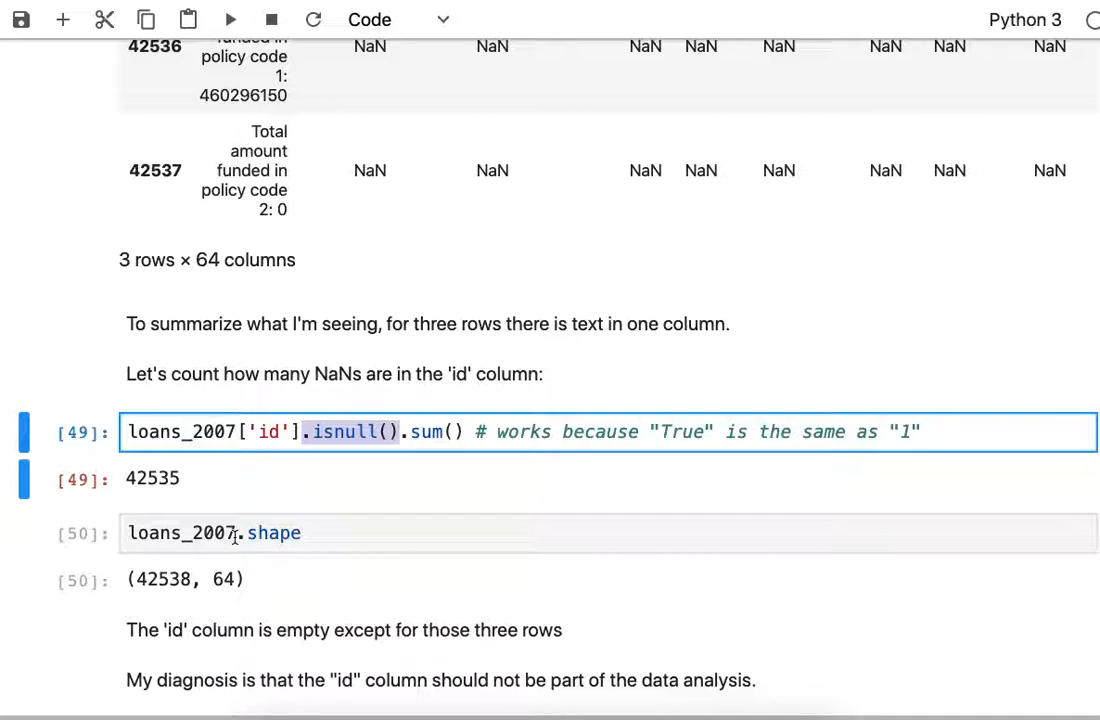 Code
Python 3
42536
funded in
policy code
1:
460296150
NaN NaN NaN NaN NaN NaN NaN NaN
Total
amount
42537 funded in NaN NaN NaN NaN NaN NaN NaN NaN
policy code
2: 0
3 rows × 64 columns
To summarize what I'm seeing, for three rows there is text in one column.
Let's count how many NaNs are in the 'id' column:
[49]: loans_2007['id'].isnull().sum() # works because "True" is the same as "1"
[49]: 42535
[50]: loans_2007.shape
[50]: (42538, 64)
The 'id' column is empty except for those three rows
My diagnosis is that the "id" column should not be part of the data analysis.